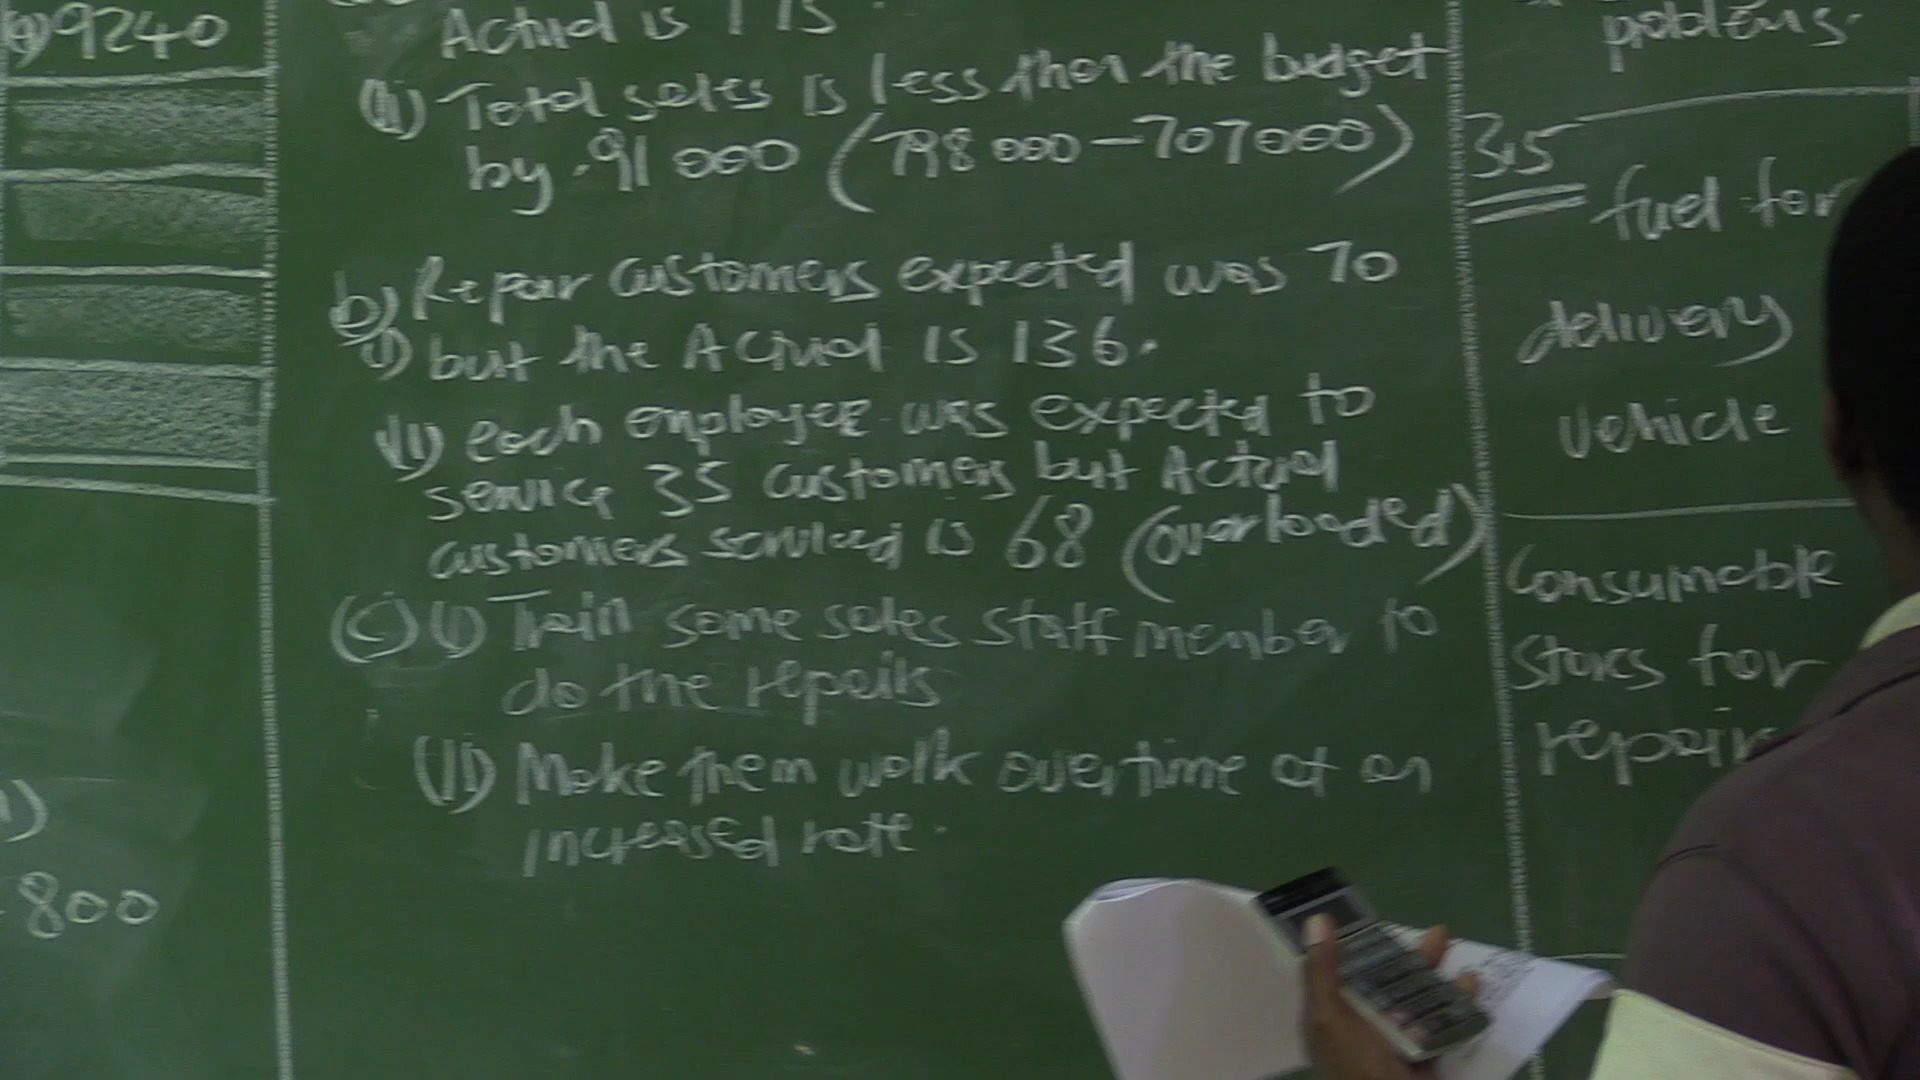 9240
800
Actual is 115
(ii) Total sales is less than the budget
by 91 000 (798 000 - 707000)
b) Repair customers expected was 70
(i) but the Actual is 136.
(ii) each employee was expected to
service 35 customers but Actual
customers serviced is 68 (overloaded)
(c) (i) Train some sales staff member to
do the repairs
(ii) Make them work overtime at an
increased rate.
problems.
35
fuel for
delivery
vehicle
Consumable
stores for
repairs